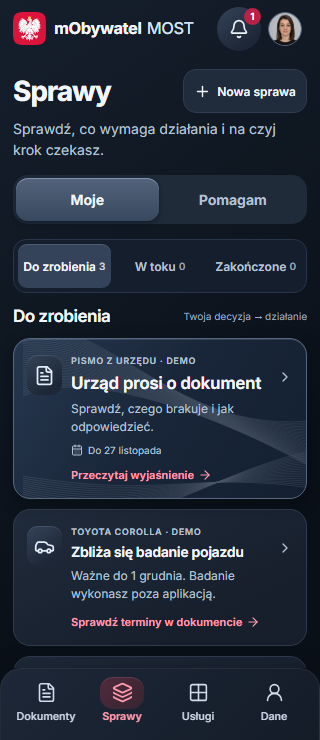 mObywatel MOST
1
Sprawy
Nowa sprawa
Sprawdź, co wymaga działania i na czyj
krok czekasz.
Moje
Pomagam
Do zrobienia 3
W toku 0
Zakończone 0
Do zrobienia
Twoja decyzja → działanie
PISMO Z URZĘDU · DEMO
Urząd prosi o dokument
Sprawdź, czego brakuje i jak
odpowiedzieć.
Do 27 listopada
Przeczytaj wyjaśnienie →
TOYOTA COROLLA · DEMO
Zbliża się badanie pojazdu
Ważne do 1 grudnia. Badanie
wykonasz poza aplikacją.
Sprawdź terminy w dokumencie →
Dokumenty
Sprawy
Usługi
Dane